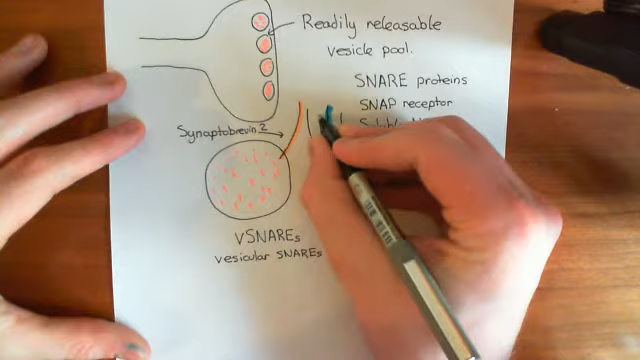 Readily releasable
vesicle pool.
SNARE proteins
SNAP receptor
Synaptobrevin 2
vSNAREs
vesicular SNAREs